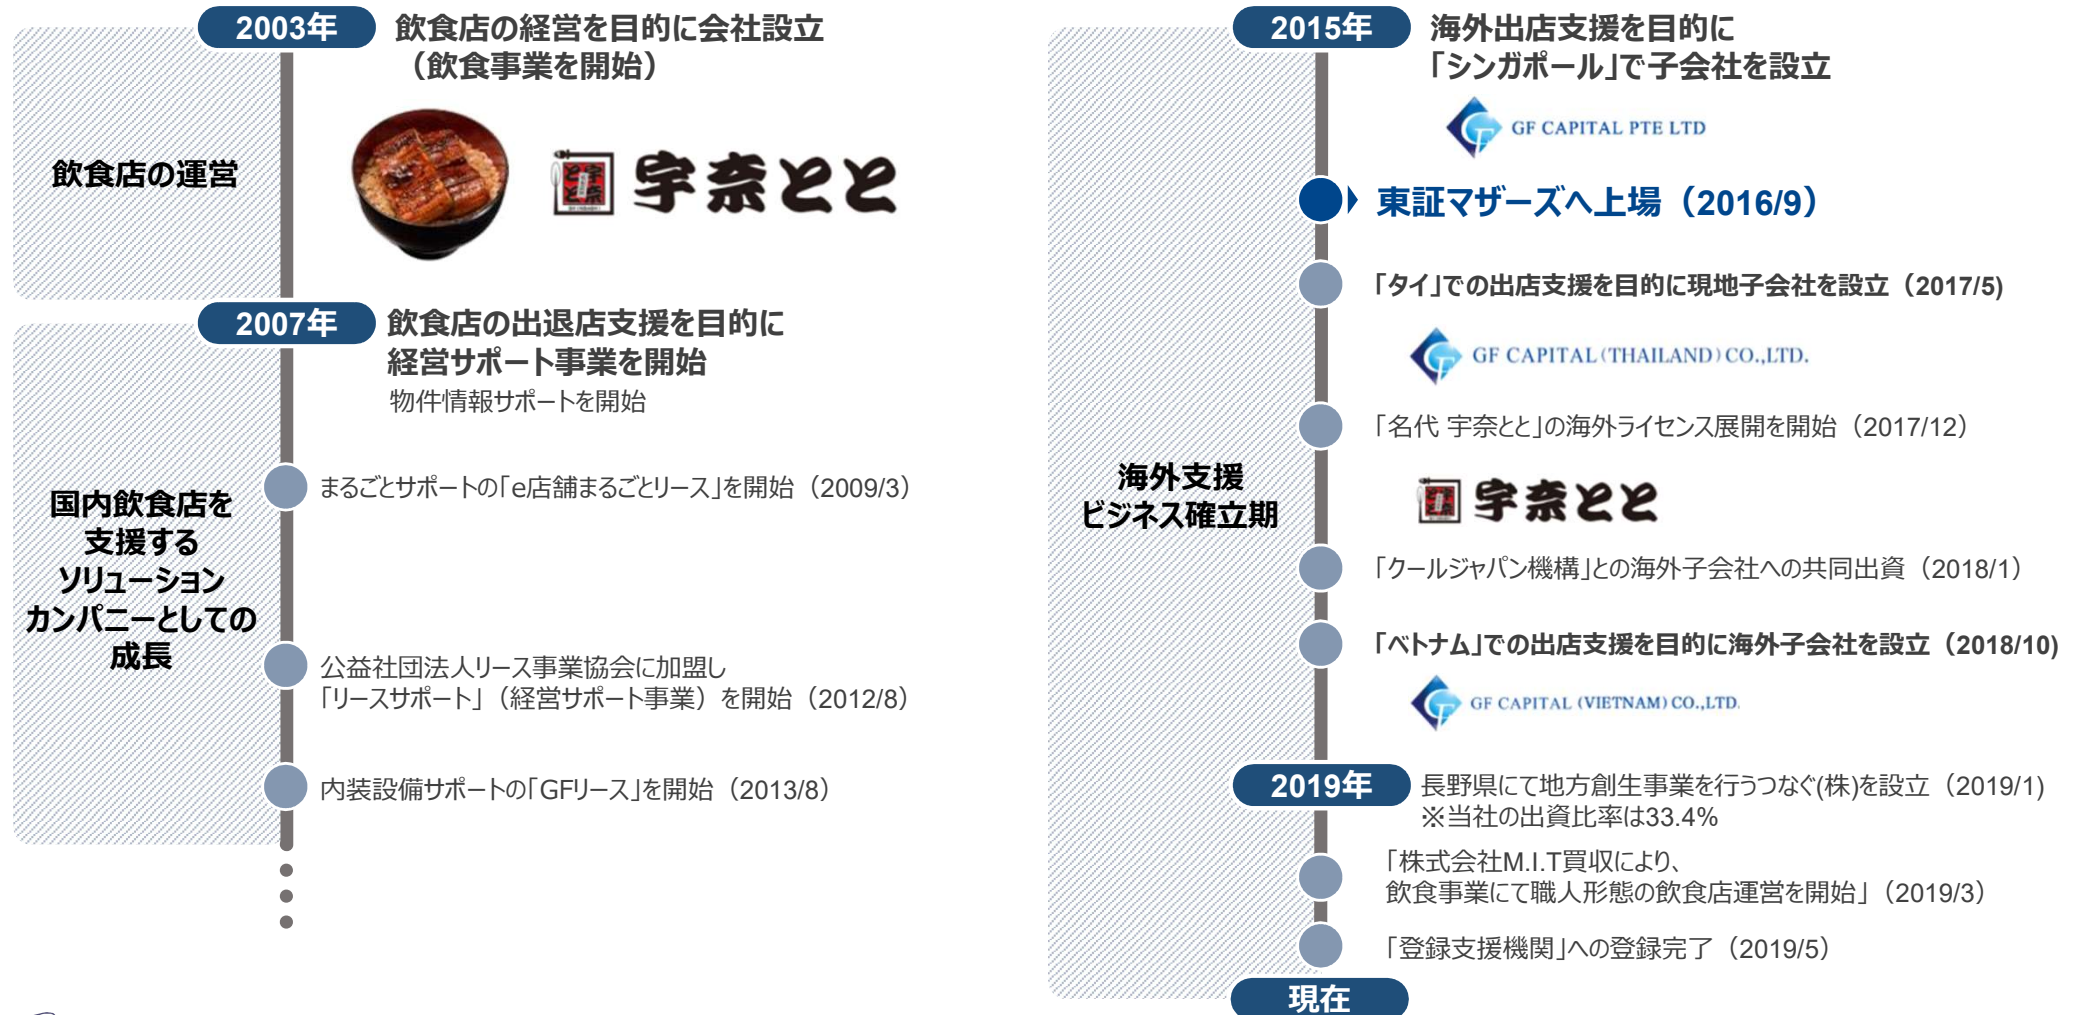 2003年
飲食店の経営を目的に会社設立
（飲食事業を開始）
飲食店の運営
宇奈とと
宇奈とと
2007年
飲食店の出退店支援を目的に
経営サポート事業を開始
物件情報サポートを開始
国内飲食店を
支援する
ソリューション
カンパニーとしての
成長
まるごとサポートの「e店舗まるごとリース」を開始（2009/3）
公益社団法人リース事業協会に加盟し
「リースサポート」（経営サポート事業）を開始（2012/8）
内装設備サポートの「GFリース」を開始（2013/8）
2015年
海外出店支援を目的に
「シンガポール」で子会社を設立
GF CAPITAL PTE LTD
東証マザーズへ上場（2016/9）
「タイ」での出店支援を目的に現地子会社を設立（2017/5)
GF CAPITAL (THAILAND) CO.,LTD.
「名代 宇奈とと」の海外ライセンス展開を開始（2017/12）
宇奈とと
海外支援
ビジネス確立期
「クールジャパン機構」との海外子会社への共同出資（2018/1）
「ベトナム」での出店支援を目的に海外子会社を設立（2018/10)
GF CAPITAL (VIETNAM) CO.,LTD.
2019年
長野県にて地方創生事業を行うつなぐ(株)を設立（2019/1)
※当社の出資比率は33.4%
「株式会社M.I.T買収により、
飲食事業にて職人形態の飲食店運営を開始」（2019/3）
「登録支援機関」への登録完了（2019/5）
現在